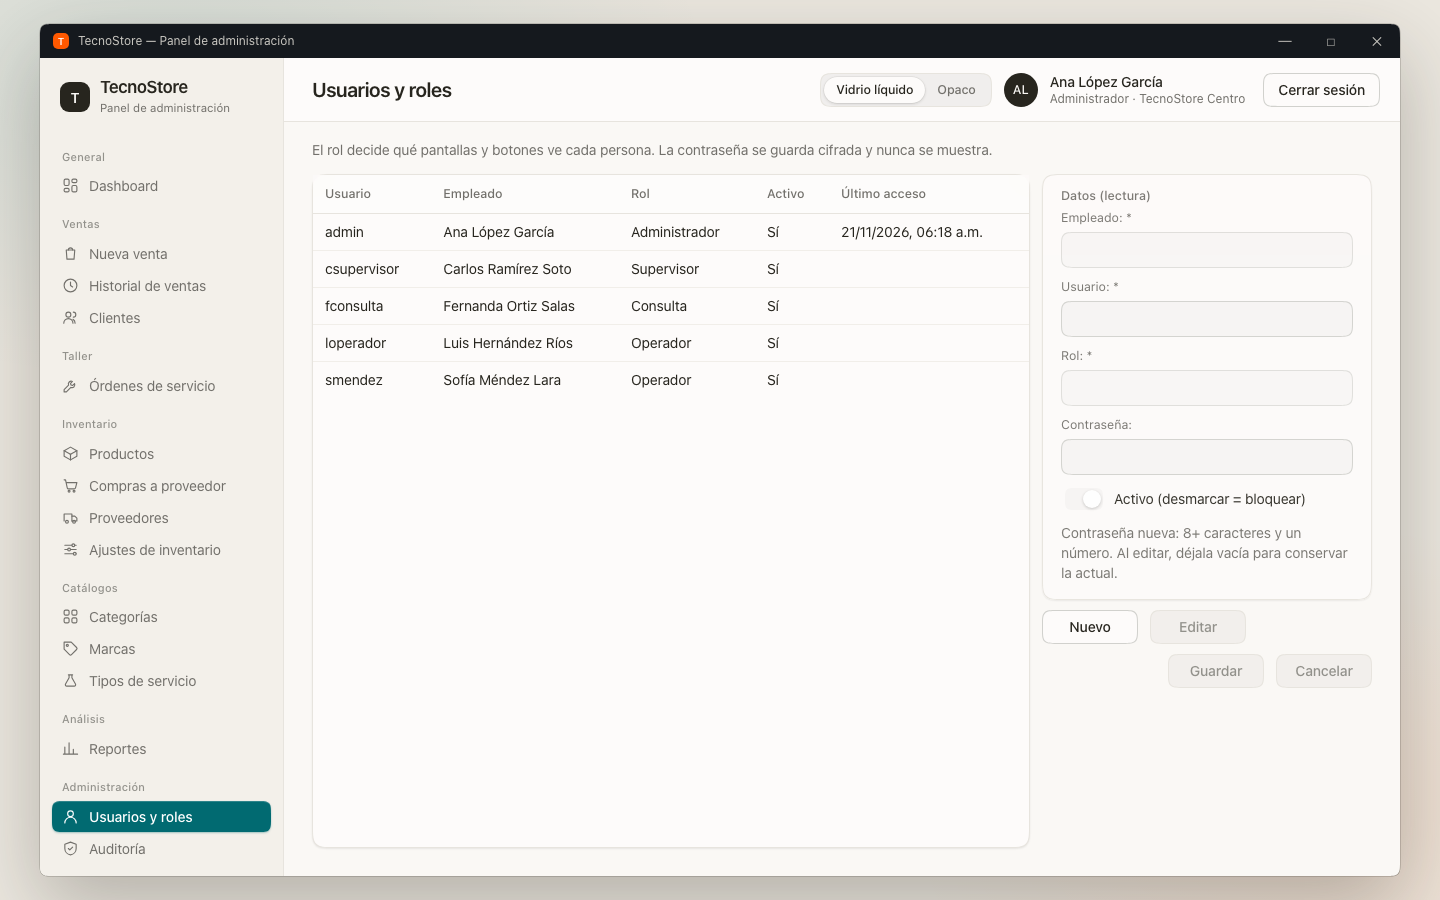 T TecnoStore — Panel de administración
T TecnoStore
Panel de administración
General
Dashboard
Ventas
Nueva venta
Historial de ventas
Clientes
Taller
Órdenes de servicio
Inventario
Productos
Compras a proveedor
Proveedores
Ajustes de inventario
Catálogos
Categorías
Marcas
Tipos de servicio
Análisis
Reportes
Administración
Usuarios y roles
Auditoría
Usuarios y roles
Vidrio líquido Opaco
AL
Ana López García
Administrador · TecnoStore Centro
Cerrar sesión
El rol decide qué pantallas y botones ve cada persona. La contraseña se guarda cifrada y nunca se muestra.
Usuario Empleado Rol Activo Último acceso
admin Ana López García Administrador Sí 21/11/2026, 06:18 a.m.
csupervisor Carlos Ramírez Soto Supervisor Sí
fconsulta Fernanda Ortiz Salas Consulta Sí
loperador Luis Hernández Ríos Operador Sí
smendez Sofía Méndez Lara Operador Sí
Datos (lectura)
Empleado: *
Usuario: *
Rol: *
Contraseña:
Activo (desmarcar = bloquear)
Contraseña nueva: 8+ caracteres y un
número. Al editar, déjala vacía para conservar
la actual.
Nuevo Editar
Guardar Cancelar